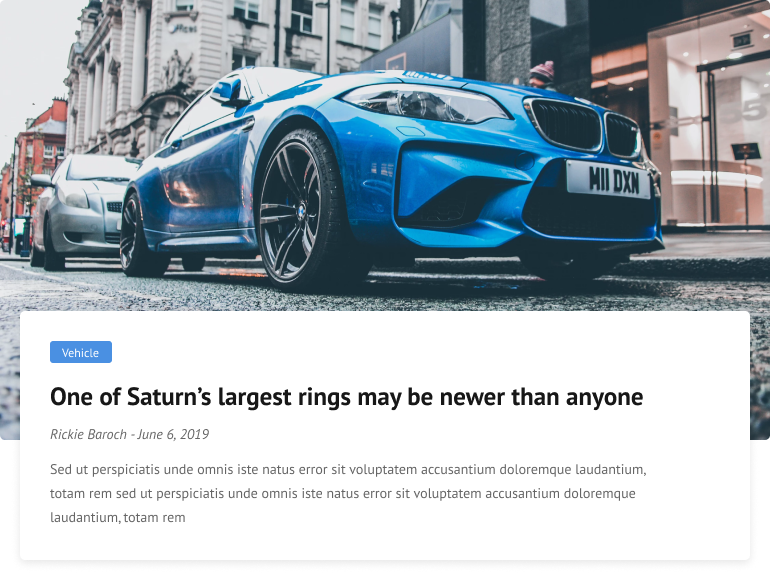 M11 DXN
Vehicle
One of Saturn’s largest rings may be newer than anyone
Rickie Baroch - June 6, 2019
Sed ut perspiciatis unde omnis iste natus error sit voluptatem accusantium doloremque laudantium,
totam rem sed ut perspiciatis unde omnis iste natus error sit voluptatem accusantium doloremque
laudantium, totam rem